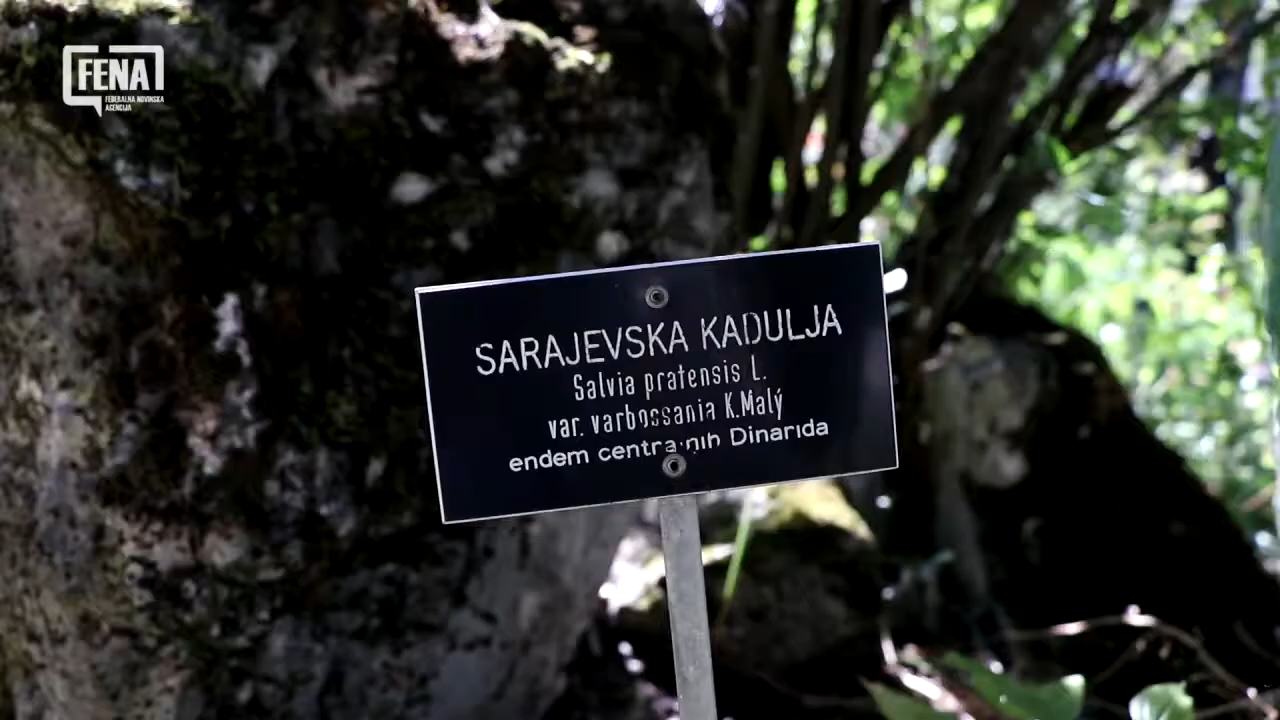 FENA
FEDERALNA NOVINSKA
AGENCIJA
SARAJEVSKA KADULJA
Salvia pratensis L.
var. varbossania K.Malý
endem centralnih Dinarida